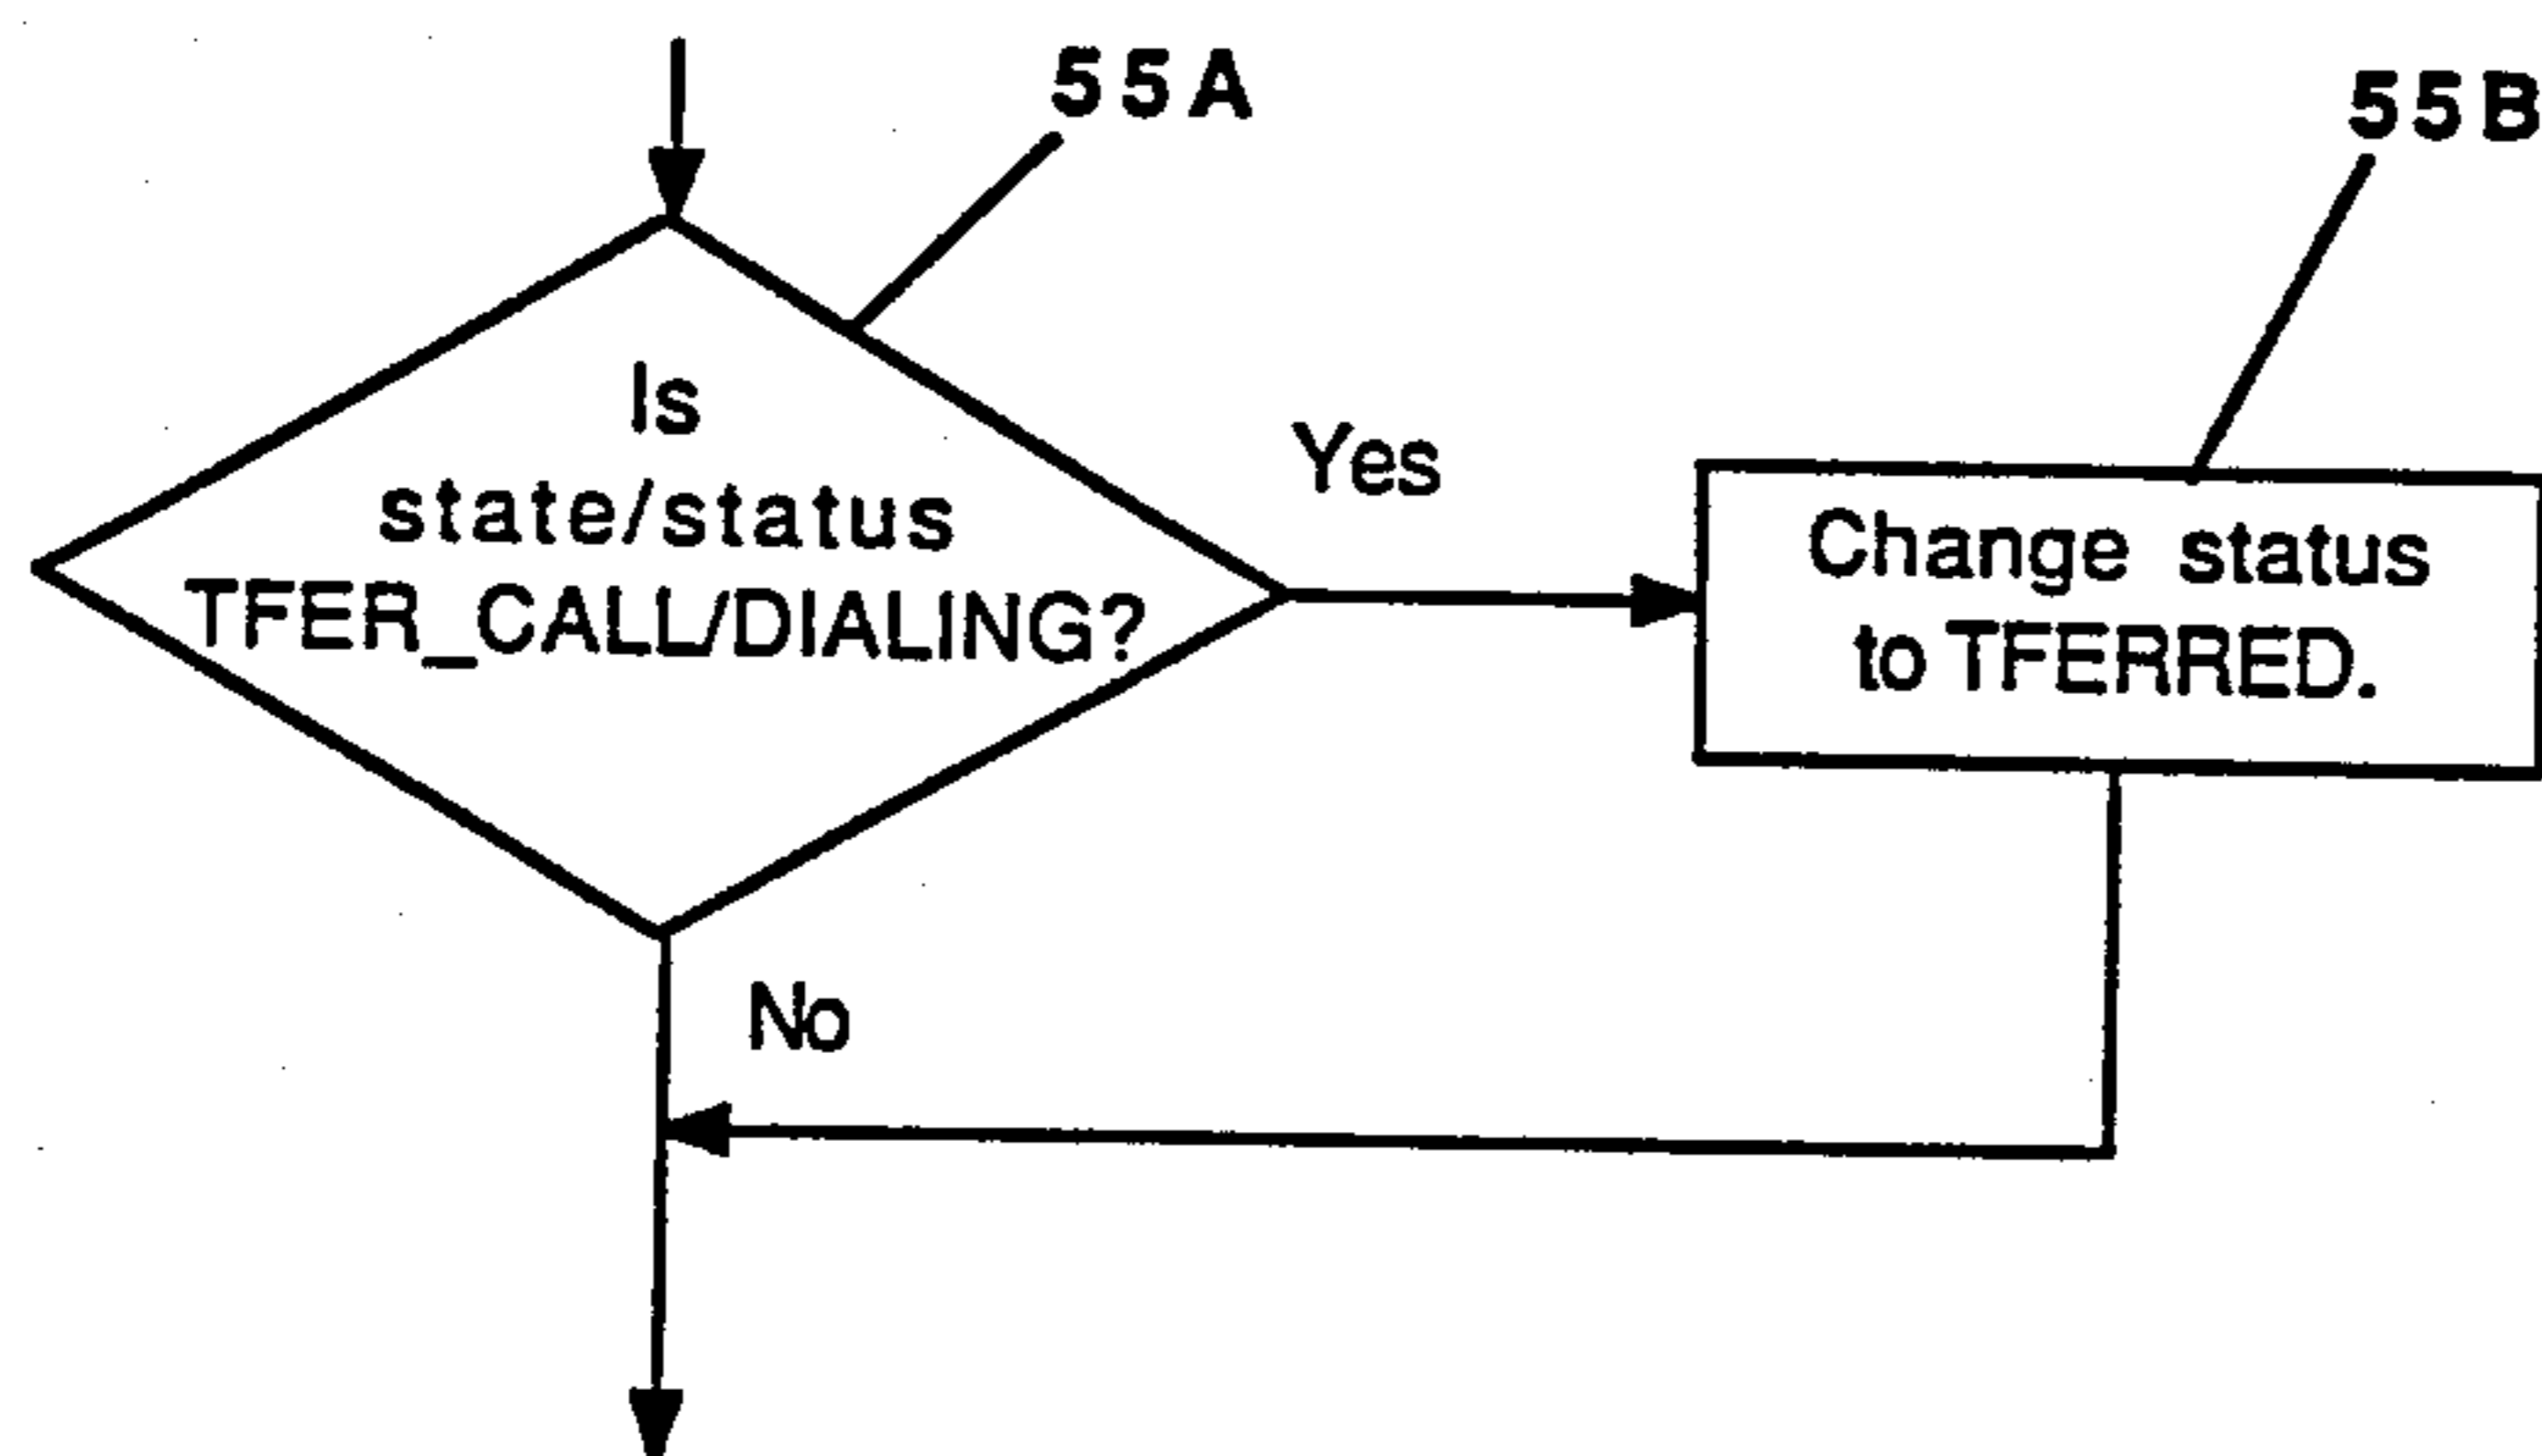 55A
55B
Is
state/status
TFER_CALL/DIALING?
Yes
Change status
to TFERRED.
No